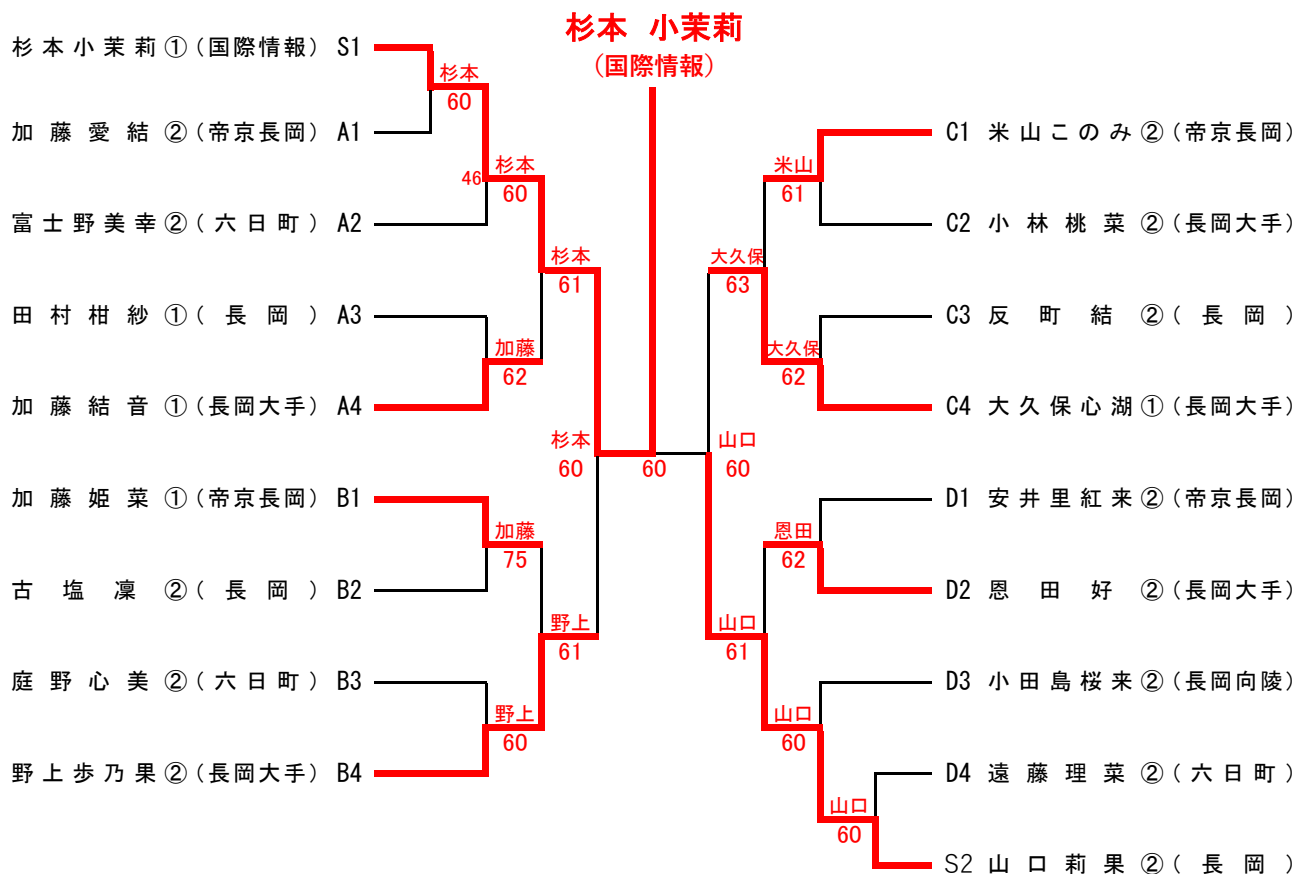 杉本 小茉莉
(国際情報)
杉本小茉莉①(国際情報) S1
加藤愛結②(帝京長岡) A1
富士野美幸②(六日町) A2
田村柑紗①(長岡) A3
加藤結音①(長岡大手) A4
加藤姫菜①(帝京長岡) B1
古塩凜②(長岡) B2
庭野心美②(六日町) B3
野上歩乃果②(長岡大手) B4
杉本
60
46
杉本
60
杉本
61
加藤
62
杉本
60
加藤
75
野上
61
野上
60
60
米山
61
大久保
63
大久保
62
山口
60
恩田
62
山口
61
山口
60
山口
60
C1 米山このみ②(帝京長岡)
C2 小林桃菜②(長岡大手)
C3 反町結②(長岡)
C4 大久保心湖①(長岡大手)
D1 安井里紅来②(帝京長岡)
D2 恩田好②(長岡大手)
D3 小田島桜来②(長岡向陵)
D4 遠藤理菜②(六日町)
S2 山口莉果②(長岡)